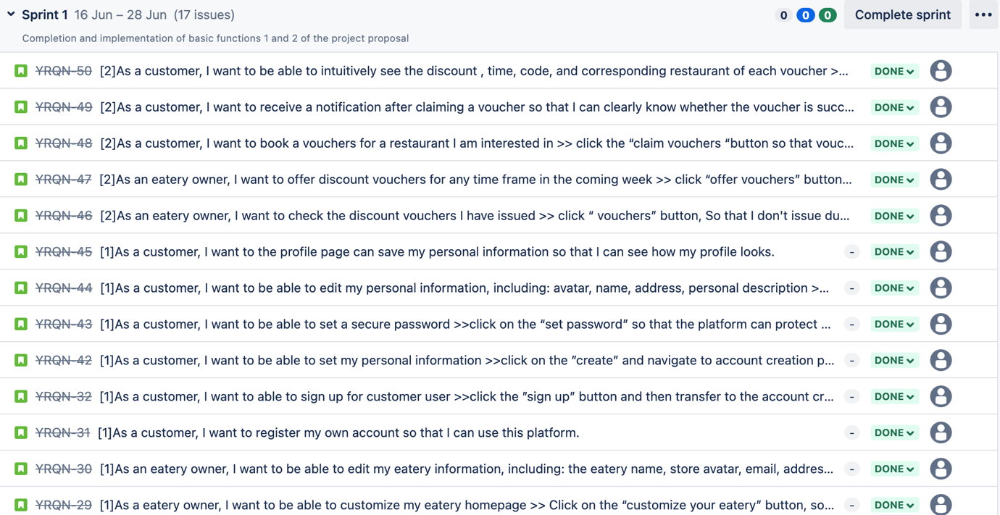 Sprint 1 16 Jun – 28 Jun (17 issues) 0 0 0 Complete sprint
Completion and implementation of basic functions 1 and 2 of the project proposal
YRQN-50 [2]As a customer, I want to be able to intuitively see the discount , time, code, and corresponding restaurant of each voucher >... DONE
YRQN-49 [2]As a customer, I want to receive a notification after claiming a voucher so that I can clearly know whether the voucher is succ... DONE
YRQN-48 [2]As a customer, I want to book a vouchers for a restaurant I am interested in >> click the “claim vouchers “button so that vouc... DONE
YRQN-47 [2]As an eatery owner, I want to offer discount vouchers for any time frame in the coming week >> click “offer vouchers” button... DONE
YRQN-46 [2]As an eatery owner, I want to check the discount vouchers I have issued >> click “ vouchers” button, So that I don't issue du... DONE
YRQN-45 [1]As a customer, I want to the profile page can save my personal information so that I can see how my profile looks. - DONE
YRQN-44 [1]As a customer, I want to be able to edit my personal information, including: avatar, name, address, personal description >... - DONE
YRQN-43 [1]As a customer, I want to be able to set a secure password >>click on the “set password” so that the platform can protect ... - DONE
YRQN-42 [1]As a customer, I want to be able to set my personal information >>click on the ”create” and navigate to account creation p... - DONE
YRQN-32 [1]As a customer, I want to able to sign up for customer user >>click the ”sign up” button and then transfer to the account cr... - DONE
YRQN-31 [1]As a customer, I want to register my own account so that I can use this platform. - DONE
YRQN-30 [1]As an eatery owner, I want to be able to edit my eatery information, including: the eatery name, store avatar, email, addres... - DONE
YRQN-29 [1]As a eatery owner, I want to be able to customize my eatery homepage >> Click on the “customize your eatery” button, so... - DONE